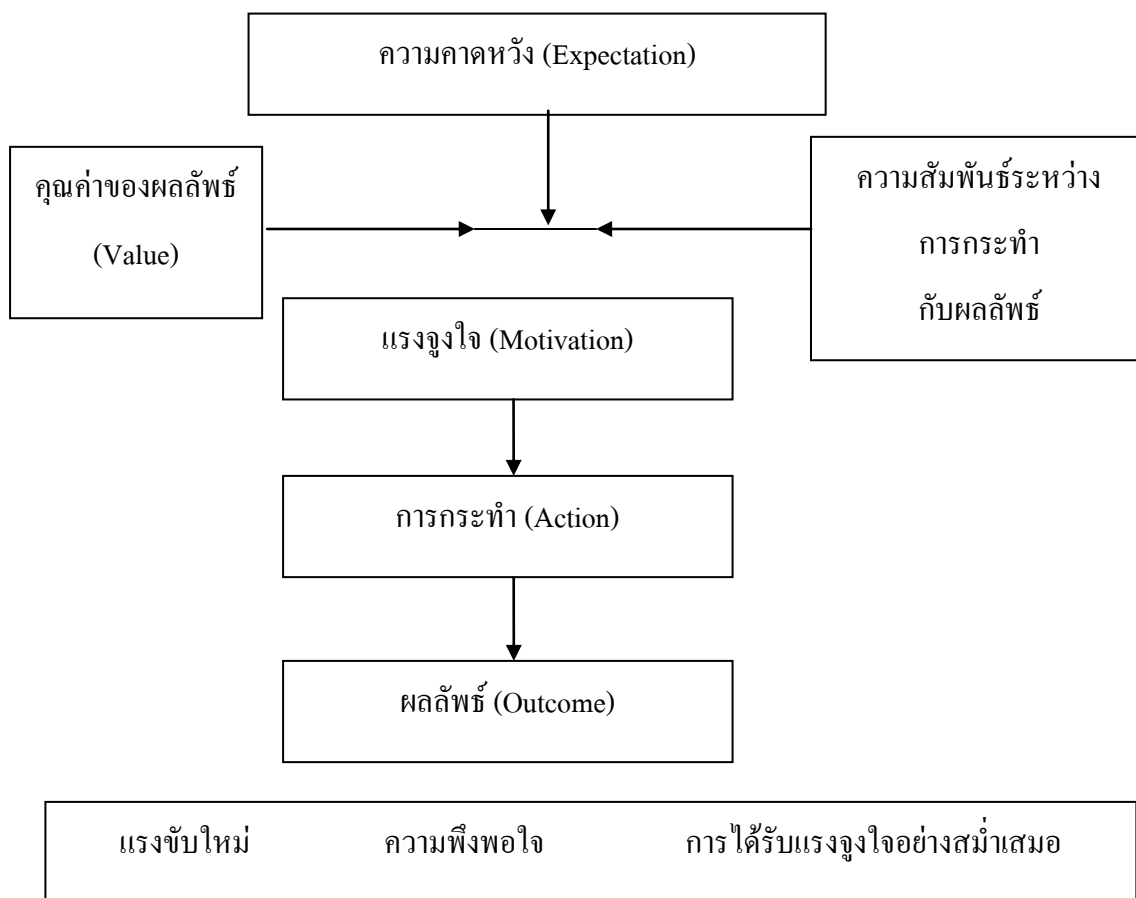 ความคาดหวัง (Expectation)
คุณค่าของผลลัพธ์
(Value)
ความสัมพันธ์ระหว่าง
การกระทำ
กับผลลัพธ์
แรงจูงใจ (Motivation)
การกระทำ (Action)
ผลลัพธ์ (Outcome)
แรงขับใหม่ ความพึงพอใจ การได้รับแรงจูงใจอย่างสม่ำเสมอ